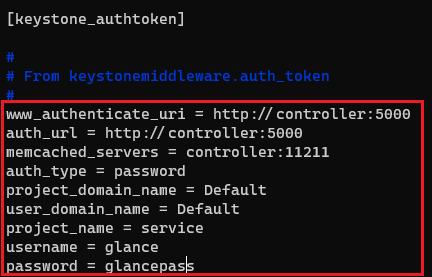 [keystone_authtoken]
#
# From keystonemiddleware.auth_token
#
www_authenticate_uri = http://controller:5000
auth_url = http://controller:5000
memcached_servers = controller:11211
auth_type = password
project_domain_name = Default
user_domain_name = Default
project_name = service
username = glance
password = glancepass